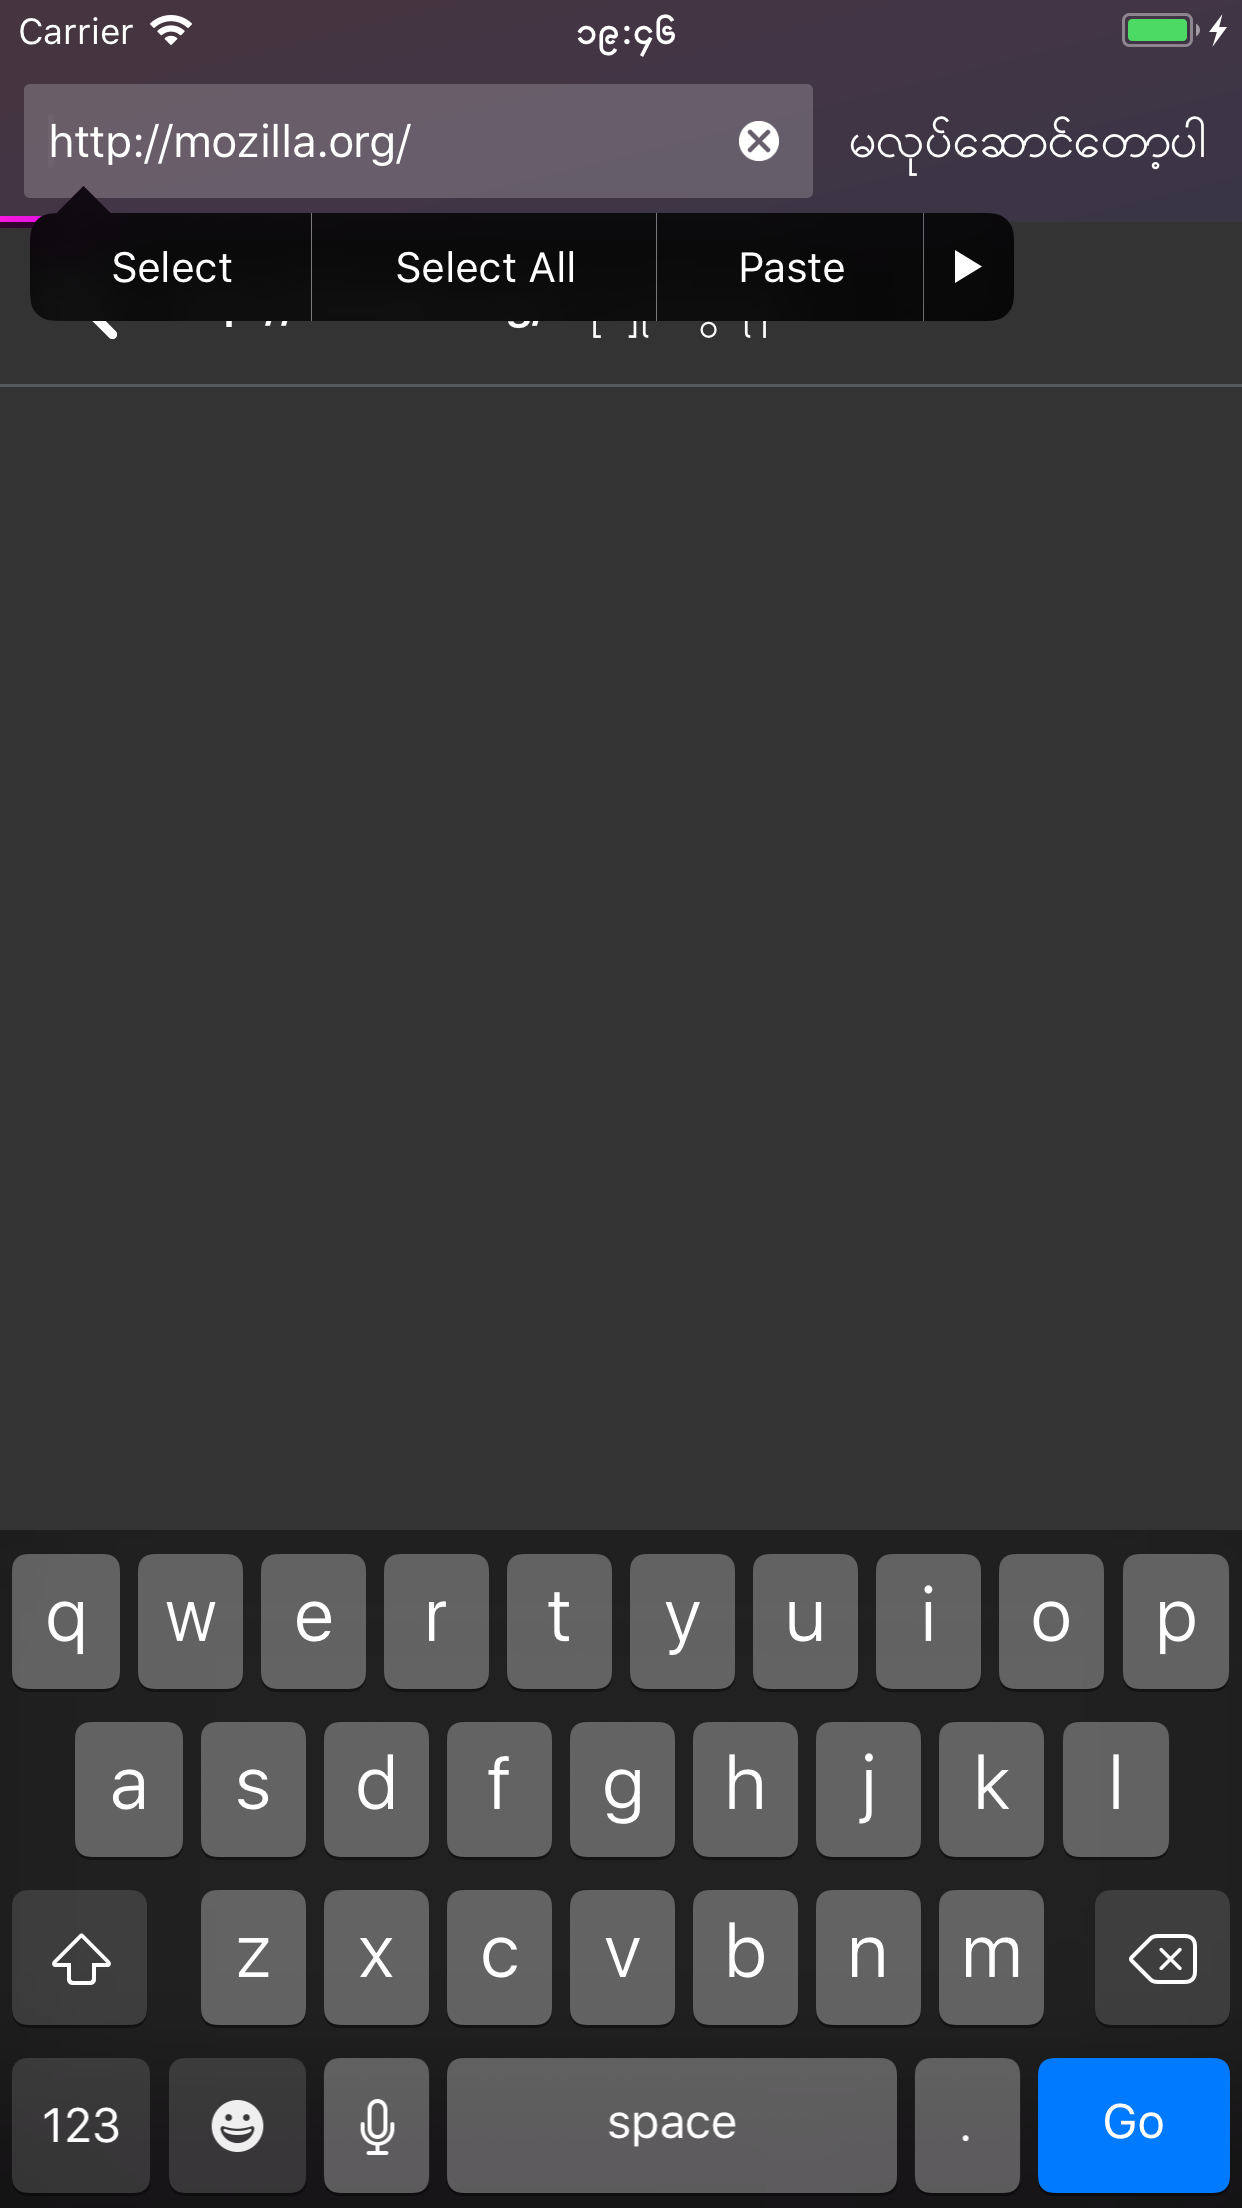 Carrier ၁၉:၄၆
http://mozilla.org/ မလုပ်ဆောင်တော့ပါ
Select Select All Paste
q w e r t y u i o p
a s d f g h j k l
z x c v b n m
123 space . Go